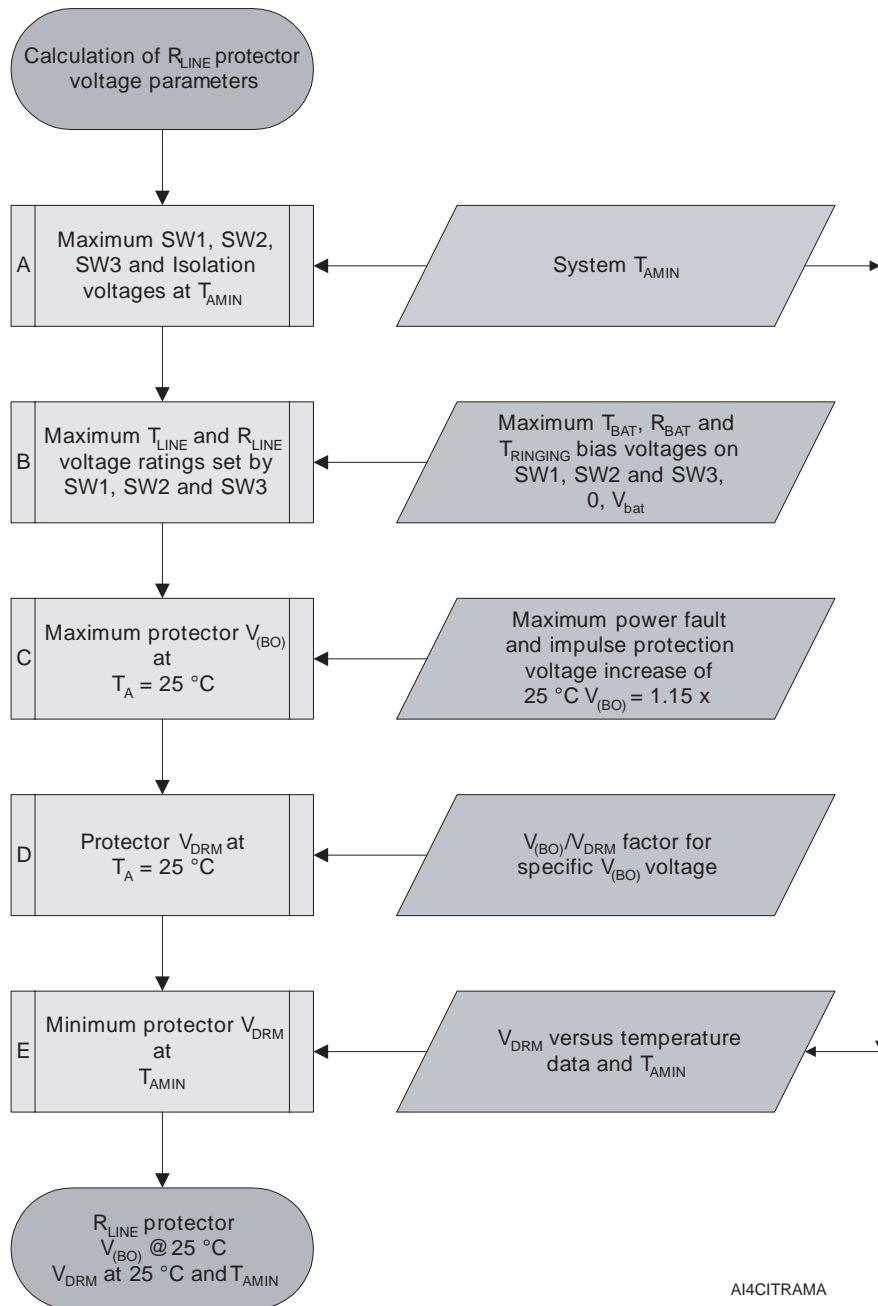 Calculation of R_LINE protector
voltage parameters
A
Maximum SW1, SW2,
SW3 and Isolation
voltages at T_AMIN
System T_AMIN
B
Maximum T_LINE and R_LINE
voltage ratings set by
SW1, SW2 and SW3
Maximum T_BAT, R_BAT and
T_RINGING bias voltages on
SW1, SW2 and SW3,
0, V_bat
C
Maximum protector V_(BO)
at
T_A = 25 °C
Maximum power fault
and impulse protection
voltage increase of
25 °C V_(BO) = 1.15 x
D
Protector V_DRM at
T_A = 25 °C
V_(BO)/V_DRM factor for
specific V_(BO) voltage
E
Minimum protector V_DRM
at
T_AMIN
V_DRM versus temperature
data and T_AMIN
R_LINE protector
V_(BO) @ 25 °C
V_DRM at 25 °C and T_AMIN
AI4CITRAMA